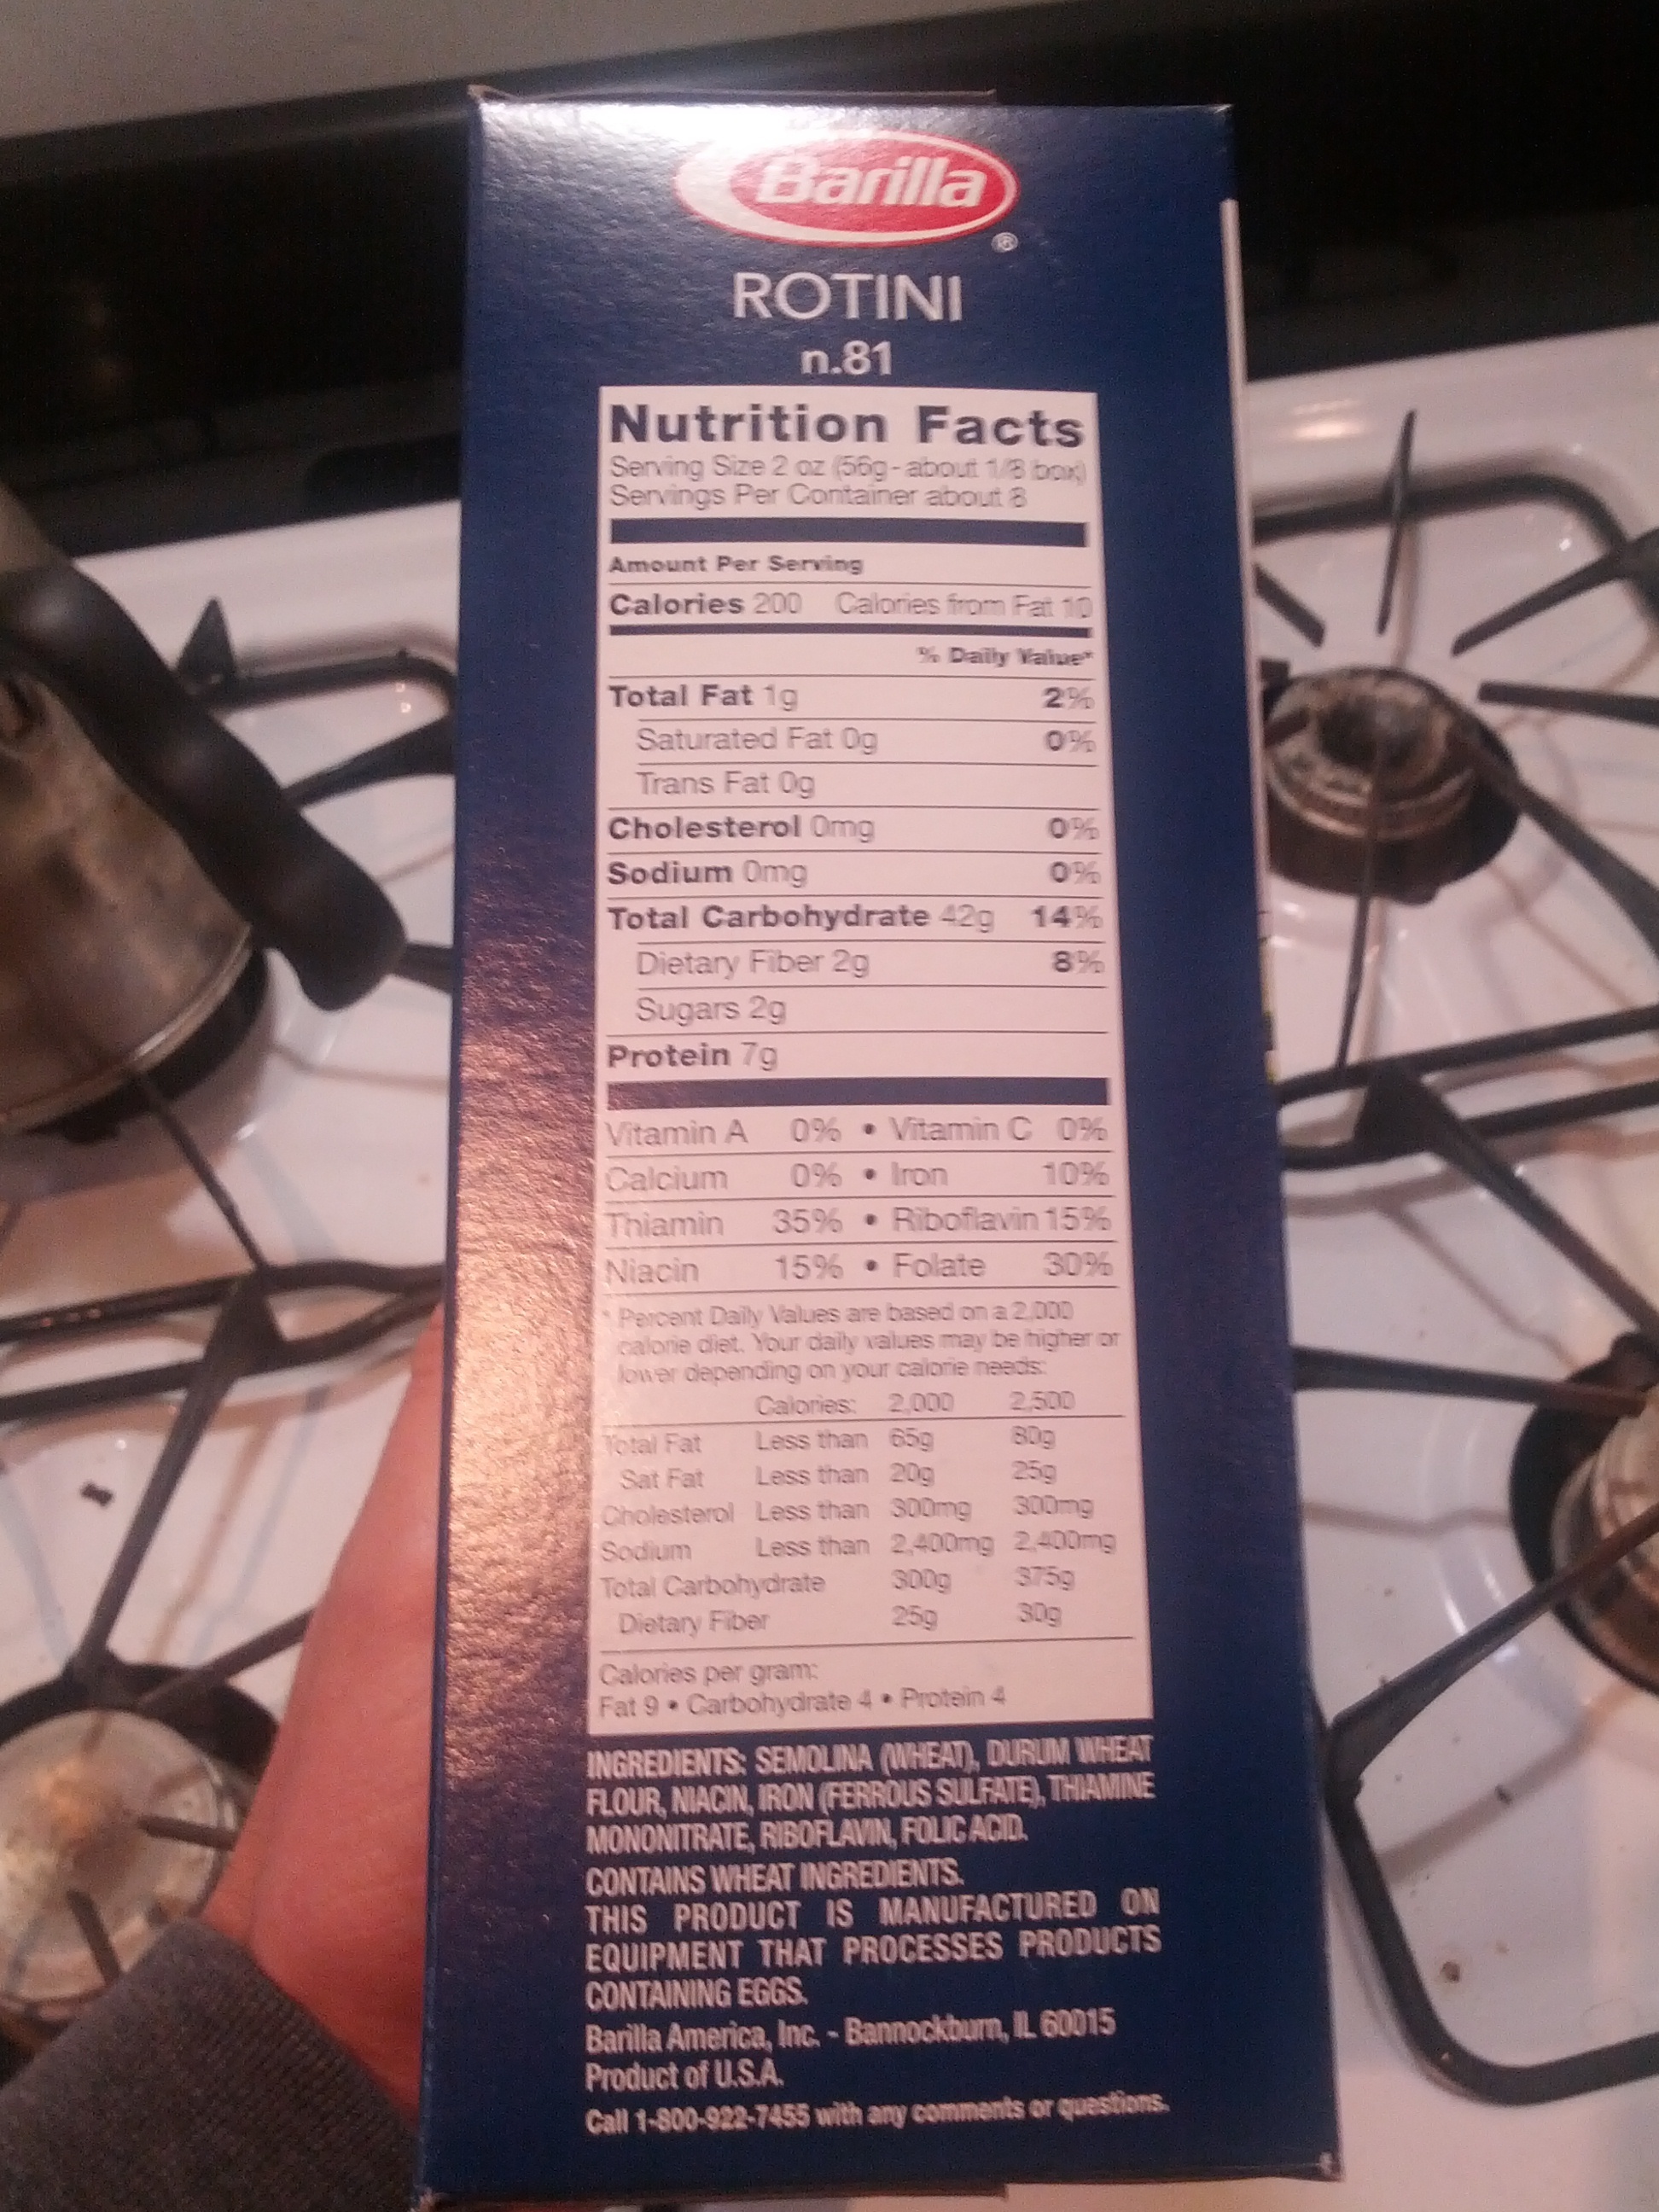 Barilla
®
ROTINI
n.81
Nutrition Facts
Serving Size 2 oz (56g - about 1/8 box)
Servings Per Container about 8
Amount Per Serving
Calories 200 Calories from Fat 10
% Daily Value*
Total Fat 1g 2%
Saturated Fat 0g 0%
Trans Fat 0g
Cholesterol 0mg 0%
Sodium 0mg 0%
Total Carbohydrate 42g 14%
Dietary Fiber 2g 8%
Sugars 2g
Protein 7g
Vitamin A 0% • Vitamin C 0%
Calcium 0% • Iron 10%
Thiamin 35% • Riboflavin 15%
Niacin 15% • Folate 30%
* Percent Daily Values are based on a 2,000
calorie diet. Your daily values may be higher or
lower depending on your calorie needs:
Calories: 2,000 2,500
Total Fat Less than 65g 80g
Sat Fat Less than 20g 25g
Cholesterol Less than 300mg 300mg
Sodium Less than 2,400mg 2,400mg
Total Carbohydrate 300g 375g
Dietary Fiber 25g 30g
Calories per gram:
Fat 9 • Carbohydrate 4 • Protein 4
INGREDIENTS: SEMOLINA (WHEAT), DURUM WHEAT
FLOUR, NIACIN, IRON (FERROUS SULFATE), THIAMINE
MONONITRATE, RIBOFLAVIN, FOLIC ACID.
CONTAINS WHEAT INGREDIENTS.
THIS PRODUCT IS MANUFACTURED ON
EQUIPMENT THAT PROCESSES PRODUCTS
CONTAINING EGGS.
Barilla America, Inc. - Bannockburn, IL 60015
Product of U.S.A.
Call 1-800-922-7455 with any comments or questions.